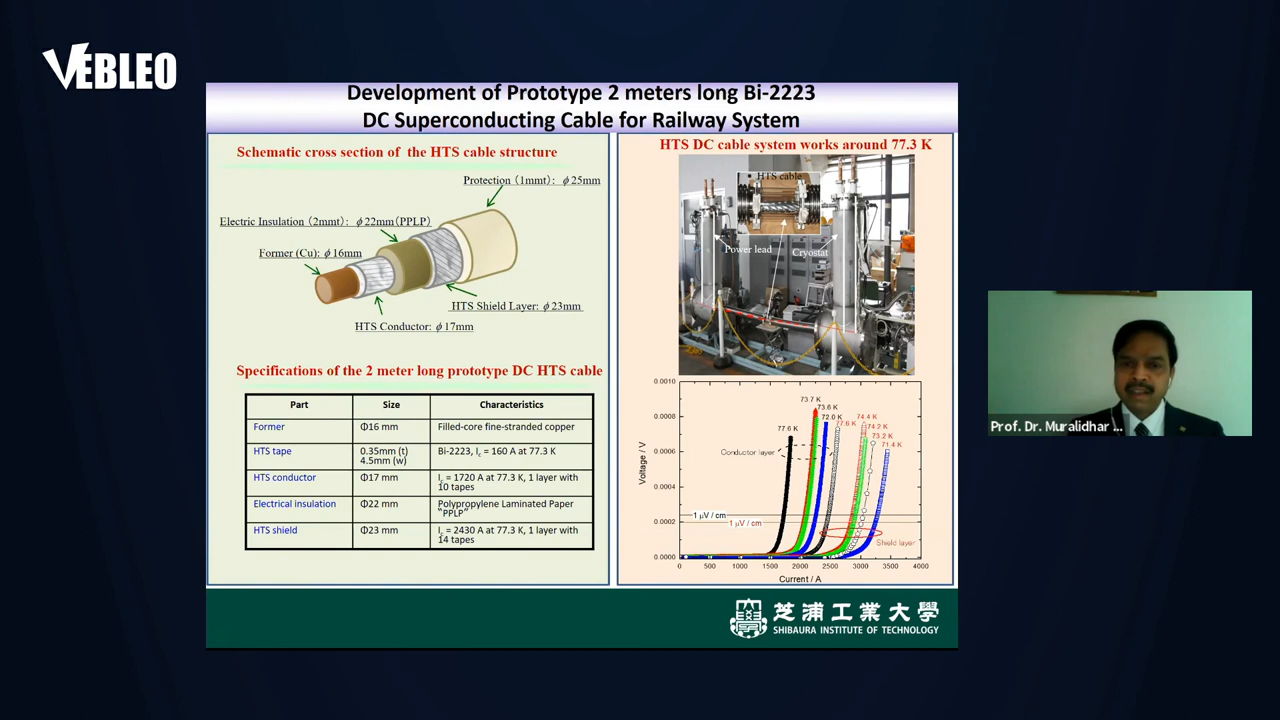 VEBLEO
Development of Prototype 2 meters long Bi-2223
DC Superconducting Cable for Railway System
Schematic cross section of the HTS cable structure
Protection (1mmt): φ25mm
Electric Insulation (2mmt): φ22mm(PPLP)
Former (Cu): φ16mm
HTS Shield Layer: φ23mm
HTS Conductor: φ17mm
Specifications of the 2 meter long prototype DC HTS cable
Part Size Characteristics
Former Φ16 mm Filled-core fine-stranded copper
HTS tape 0.35mm (t) Bi-2223, Ic = 160 A at 77.3 K
4.5mm (w)
HTS conductor Φ17 mm Ic = 1720 A at 77.3 K, 1 layer with
10 tapes
Electrical insulation Φ22 mm Polypropylene Laminated Paper
"PPLP"
HTS shield Φ23 mm Ic = 2430 A at 77.3 K, 1 layer with
14 tapes
HTS DC cable system works around 77.3 K
• HTS cable
Power lead
Cryostat
0.0010
0.0008
0.0006
0.0004
0.0002
0.0000
Voltage / V
73.7 K
73.6 K
72.0 K
77.6 K
77.6 K
74.4 K
74.2 K
73.2 K
71.4 K
Conductor layer
1 μV / cm
1 μV / cm
Shield layer
0 500 1000 1500 2000 2500 3000 3500 4000
Current / A
芝浦工業大學
SHIBAURA INSTITUTE OF TECHNOLOGY
Prof. Dr. Muralidhar ...